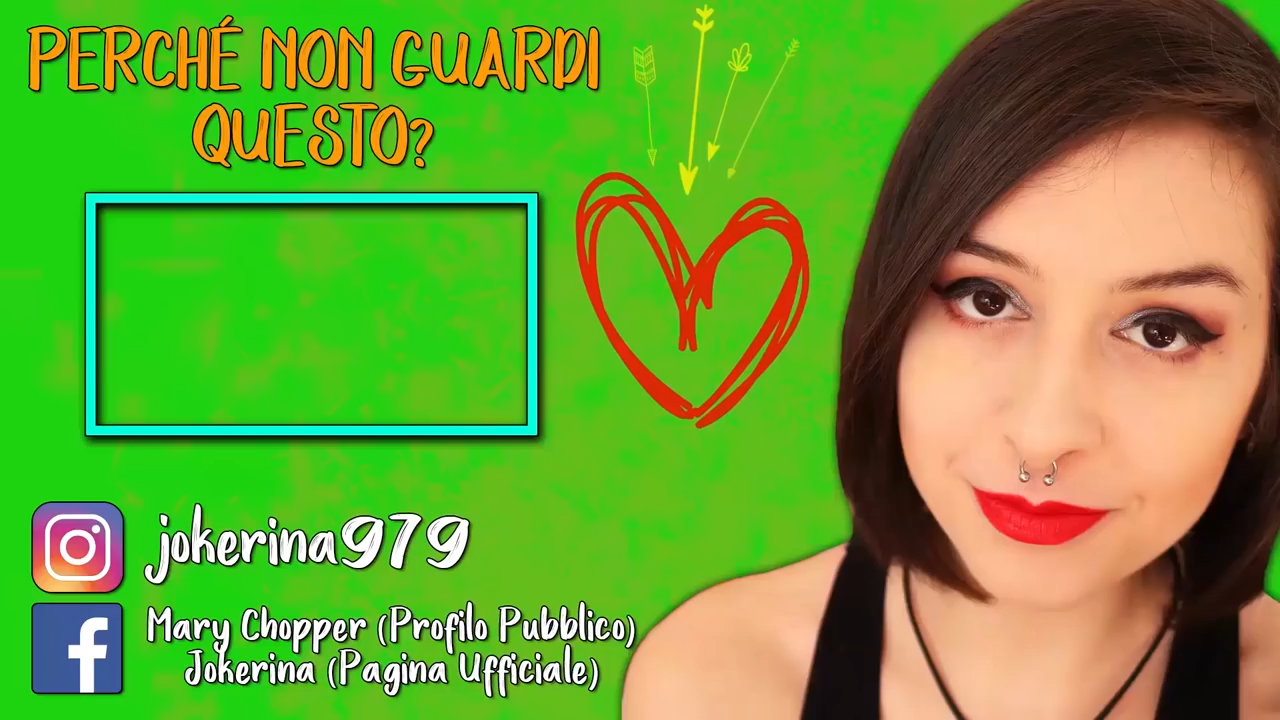 PERCHÉ NON GUARDI
QUESTO?
jokerina979
Mary Chopper (Profilo Pubblico)
Jokerina (Pagina Ufficiale)